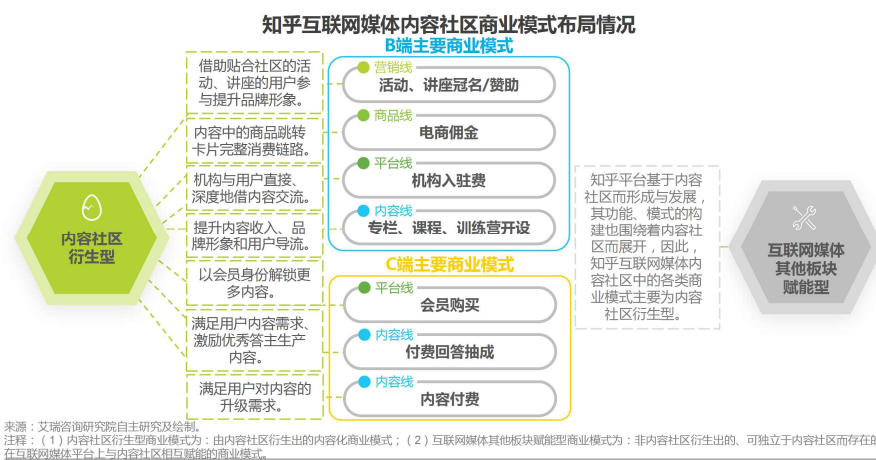 知乎互联网媒体内容社区商业模式布局情况
B端主要商业模式
借助贴合社区的活
动、讲座的用户参
与提升品牌形象。
营销线
活动、讲座冠名/赞助
内容中的商品跳转
卡片完整消费链路。
商品线
电商佣金
机构与用户直接、
深度地借内容交流。
平台线
机构入驻费
提升内容收入、品
牌形象和用户导流。
内容线
专栏、课程、训练营开设
内容社区
衍生型
C端主要商业模式
以会员身份解锁更
多内容。
平台线
会员购买
满足用户内容需求、
激励优秀答主生产
内容。
内容线
付费回答抽成
满足用户对内容的
升级需求。
内容线
内容付费
知乎平台基于内容
社区而形成与发展，
其功能、模式的构
建也围绕着内容社
区而展开，因此，
知乎互联网媒体内
容社区中的各类商
业模式主要为内容
社区衍生型。
互联网媒体
其他板块
赋能型
来源：艾瑞咨询研究院自主研究及绘制。
注释：（1）内容社区衍生型商业模式为：由内容社区衍生出的内容化商业模式；（2）互联网媒体其他板块赋能型商业模式为：非内容社区衍生出的、可独立于内容社区而存在的
在互联网媒体平台上与内容社区相互赋能的商业模式。